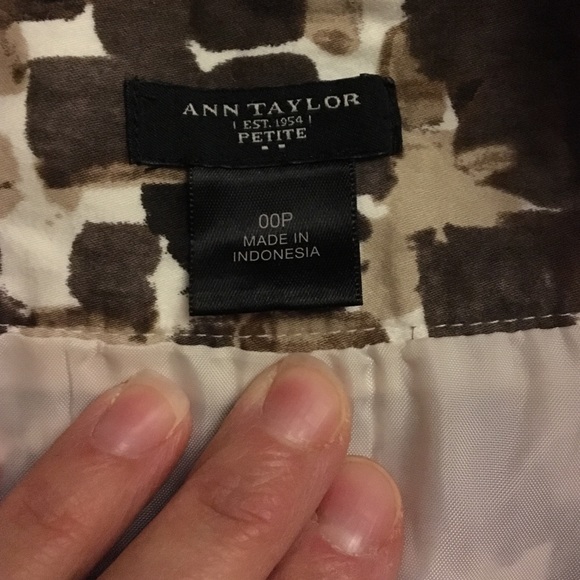 ANN TAYLOR
| EST. 1954 |
PETITE
00P
MADE IN
INDONESIA